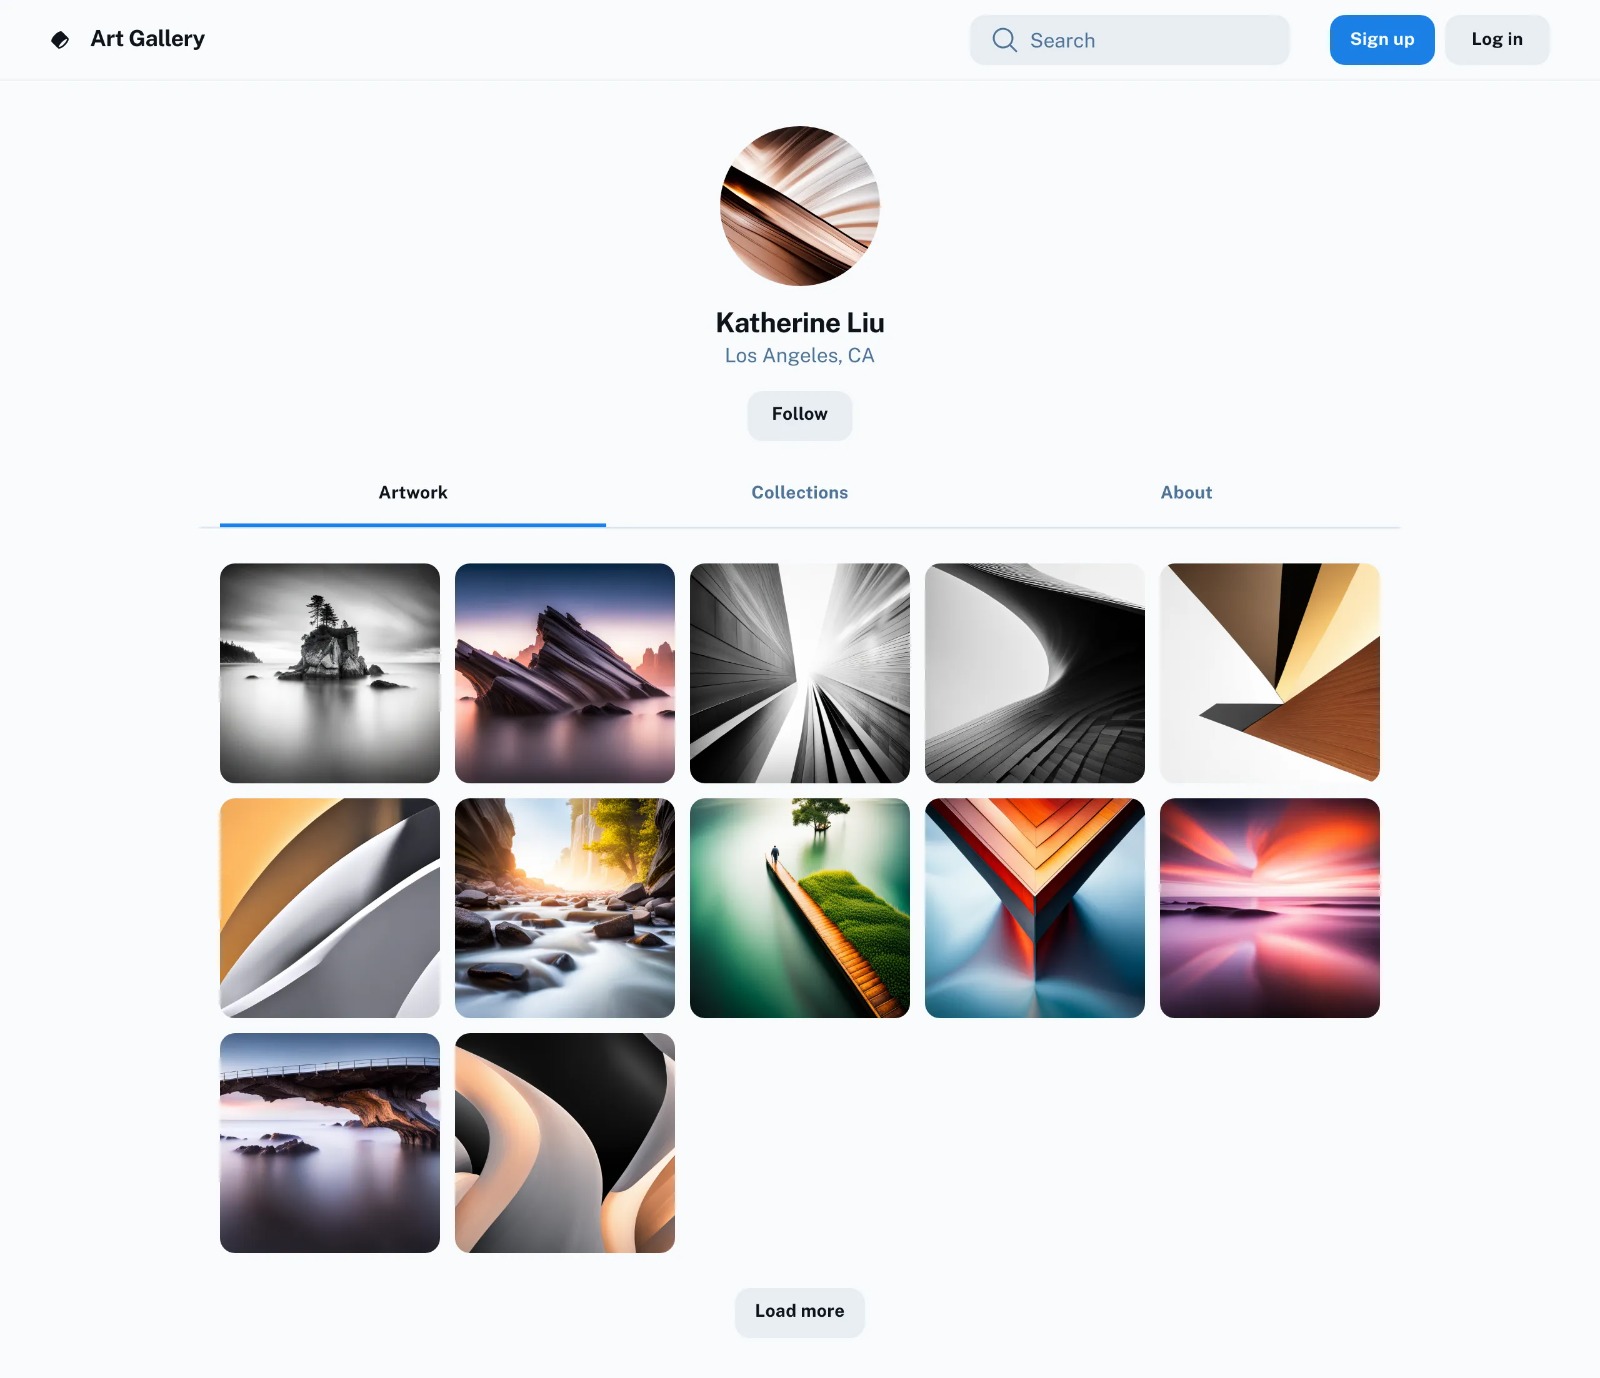 Art Gallery
Search
Sign up
Log in
Katherine Liu
Los Angeles, CA
Follow
Artwork
Collections
About
Load more